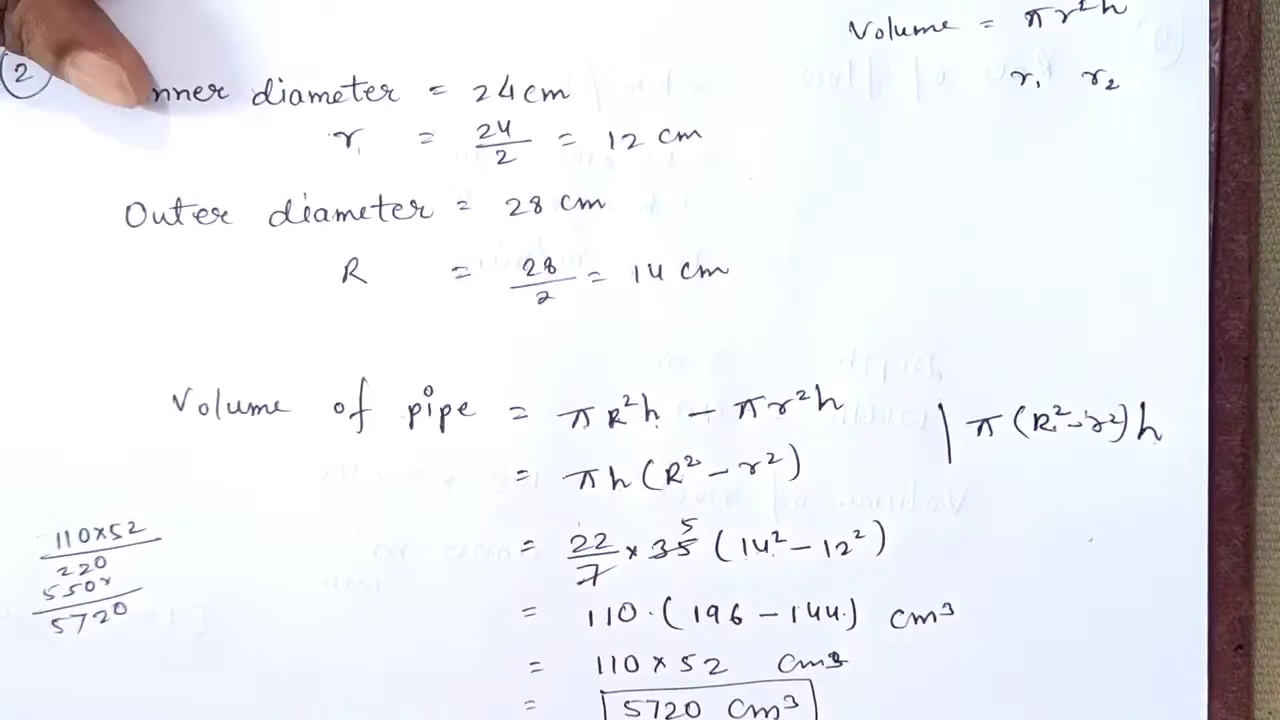 Volume = πr²h
r₁ r₂
2
nner diameter = 24cm
r = 24/2 = 12 cm
Outer diameter = 28 cm
R = 28/2 = 14 cm
Volume of pipe = πR²h − πr²h | π(R²−r²)h
= πh(R²−r²)
= 22/7 × 35 5 (14²−12²)
= 110·(196−144) cm³
= 110×52 cm³
= 5720 cm³
110×52
220
550×
5720